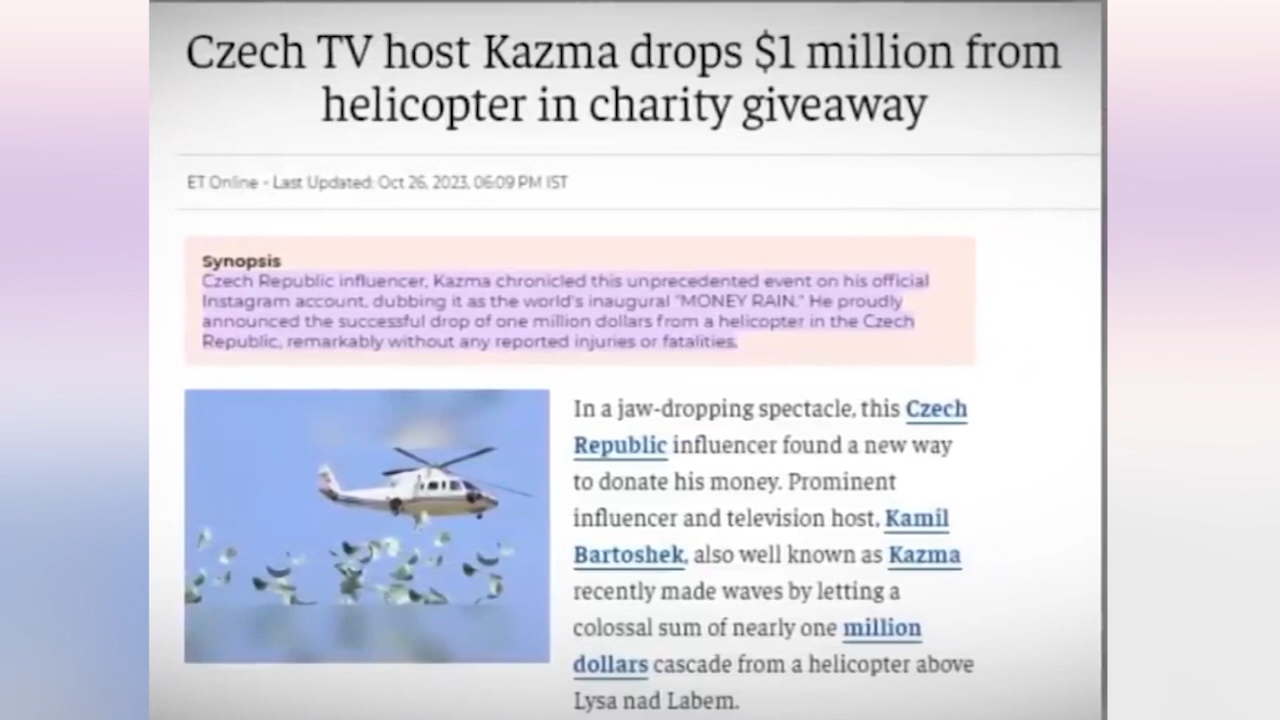 Czech TV host Kazma drops $1 million from
helicopter in charity giveaway
ET Online - Last Updated: Oct 26, 2023, 06:09 PM IST
Synopsis
Czech Republic influencer, Kazma chronicled this unprecedented event on his official
Instagram account, dubbing it as the world's inaugural "MONEY RAIN." He proudly
announced the successful drop of one million dollars from a helicopter in the Czech
Republic, remarkably without any reported injuries or fatalities.
In a jaw-dropping spectacle, this Czech
Republic influencer found a new way
to donate his money. Prominent
influencer and television host, Kamil
Bartoshek, also well known as Kazma
recently made waves by letting a
colossal sum of nearly one million
dollars cascade from a helicopter above
Lysa nad Labem.